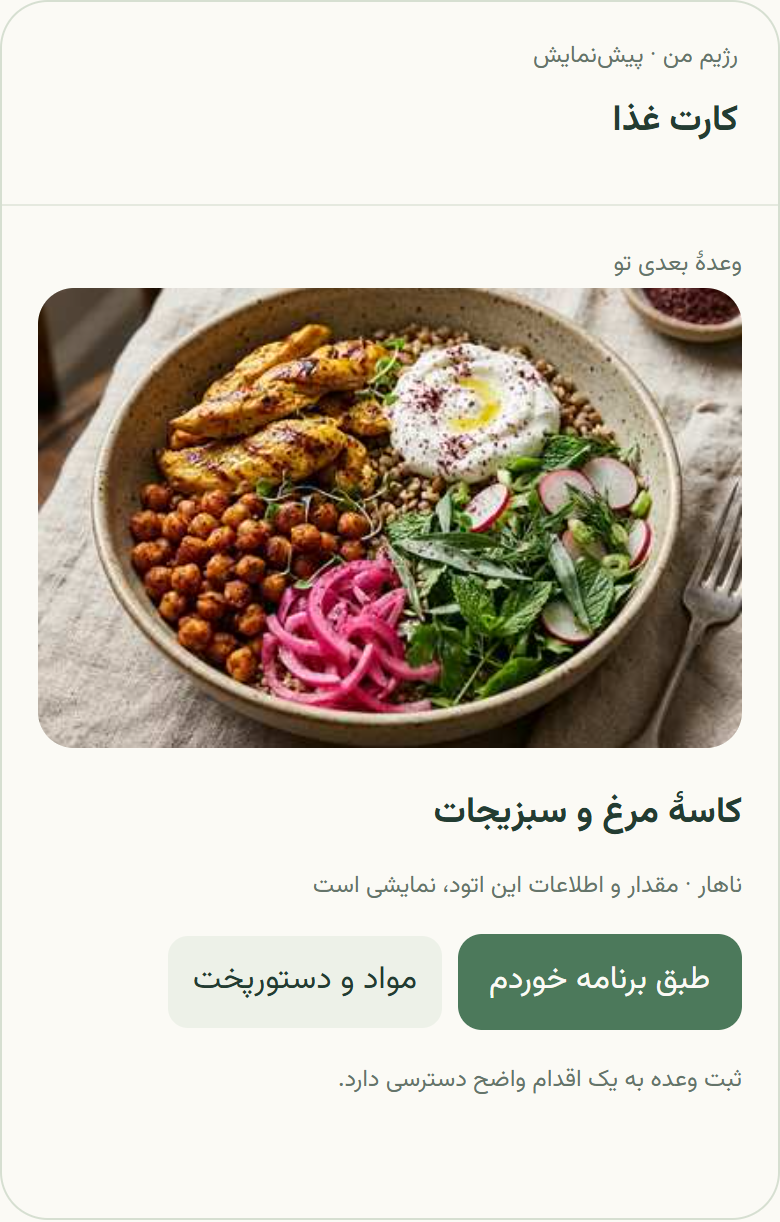 رژیم من · پیش‌نمایش
کارت غذا
وعدهٔ بعدی تو
کاسهٔ مرغ و سبزیجات
ناهار · مقدار و اطلاعات این اتود، نمایشی است
طبق برنامه خوردم
مواد و دستورپخت
ثبت وعده به یک اقدام واضح دسترسی دارد.